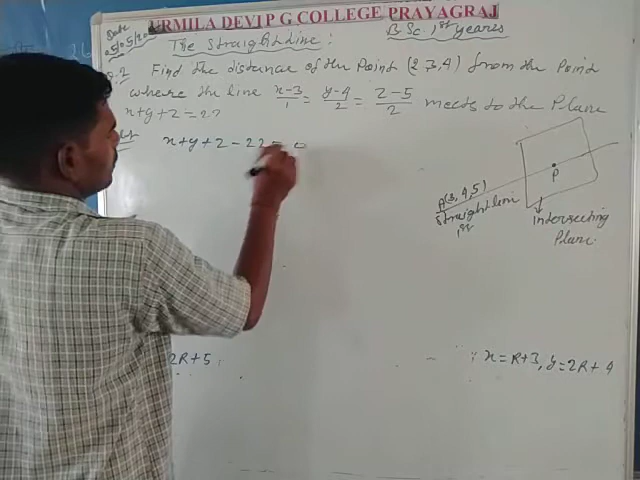 URMILA DEVI P G COLLEGE PRAYAGRAJ
Date
The Straight Line :
B.Sc. 1st years
Q.2 Find the distance of the Point (2,3,4) from the Point
where the line x-3/1 = y-4/2 = z-5/2 meets to the Plane
x+y+z=22
x+y+z-22= 0
A(3,4,5)
Straight line
P
Intersecting
Plane.
2R+5
∵ x=R+3, y=2R+4